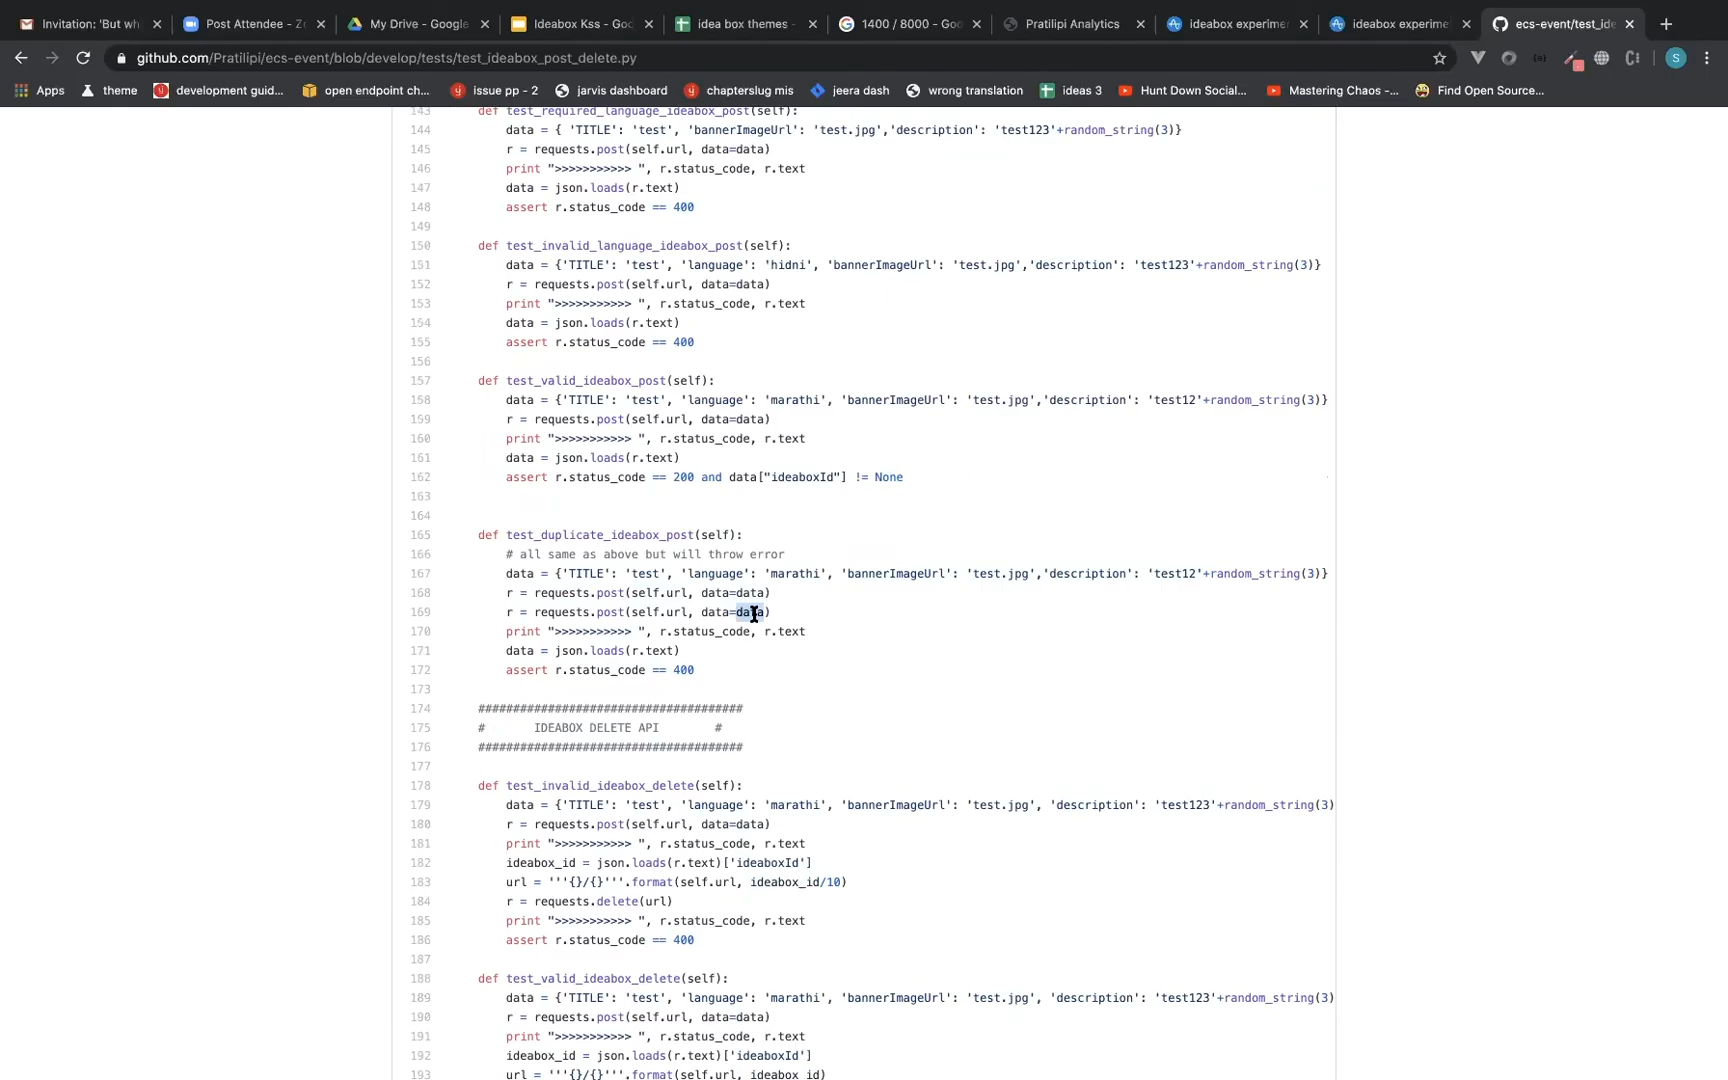 Invitation: 'But wh
Post Attendee - Zo
My Drive - Google
Ideabox Kss - Goo
idea box themes -
1400 / 8000 - Goo
Pratilipi Analytics
ideabox experimen
ideabox experimen
ecs-event/test_ide
github.com/Pratilipi/ecs-event/blob/develop/tests/test_ideabox_post_delete.py
S
Apps
theme
development guid...
open endpoint ch...
issue pp - 2
jarvis dashboard
chapterslug mis
jeera dash
wrong translation
ideas 3
Hunt Down Social...
Mastering Chaos -...
Find Open Source...
143 def test_required_language_ideabox_post(self):
144 data = { 'TITLE': 'test', 'bannerImageUrl': 'test.jpg','description': 'test123'+random_string(3)}
145 r = requests.post(self.url, data=data)
146 print ">>>>>>>>>>> ", r.status_code, r.text
147 data = json.loads(r.text)
148 assert r.status_code == 400
149
150 def test_invalid_language_ideabox_post(self):
151 data = {'TITLE': 'test', 'language': 'hidni', 'bannerImageUrl': 'test.jpg','description': 'test123'+random_string(3)}
152 r = requests.post(self.url, data=data)
153 print ">>>>>>>>>>> ", r.status_code, r.text
154 data = json.loads(r.text)
155 assert r.status_code == 400
156
157 def test_valid_ideabox_post(self):
158 data = {'TITLE': 'test', 'language': 'marathi', 'bannerImageUrl': 'test.jpg','description': 'test12'+random_string(3)}
159 r = requests.post(self.url, data=data)
160 print ">>>>>>>>>>> ", r.status_code, r.text
161 data = json.loads(r.text)
162 assert r.status_code == 200 and data["ideaboxId"] != None
163
164
165 def test_duplicate_ideabox_post(self):
166 # all same as above but will throw error
167 data = {'TITLE': 'test', 'language': 'marathi', 'bannerImageUrl': 'test.jpg','description': 'test12'+random_string(3)}
168 r = requests.post(self.url, data=data)
169 r = requests.post(self.url, data=data)
170 print ">>>>>>>>>>> ", r.status_code, r.text
171 data = json.loads(r.text)
172 assert r.status_code == 400
173
174 ######################################
175 # IDEABOX DELETE API #
176 ######################################
177
178 def test_invalid_ideabox_delete(self):
179 data = {'TITLE': 'test', 'language': 'marathi', 'bannerImageUrl': 'test.jpg', 'description': 'test123'+random_string(3)
180 r = requests.post(self.url, data=data)
181 print ">>>>>>>>>>> ", r.status_code, r.text
182 ideabox_id = json.loads(r.text)['ideaboxId']
183 url = '''{}/{}'''.format(self.url, ideabox_id/10)
184 r = requests.delete(url)
185 print ">>>>>>>>>>> ", r.status_code, r.text
186 assert r.status_code == 400
187
188 def test_valid_ideabox_delete(self):
189 data = {'TITLE': 'test', 'language': 'marathi', 'bannerImageUrl': 'test.jpg', 'description': 'test123'+random_string(3)
190 r = requests.post(self.url, data=data)
191 print ">>>>>>>>>>> ", r.status_code, r.text
192 ideabox_id = json.loads(r.text)['ideaboxId']
193 url = '''{}/{}'''.format(self.url, ideabox_id)